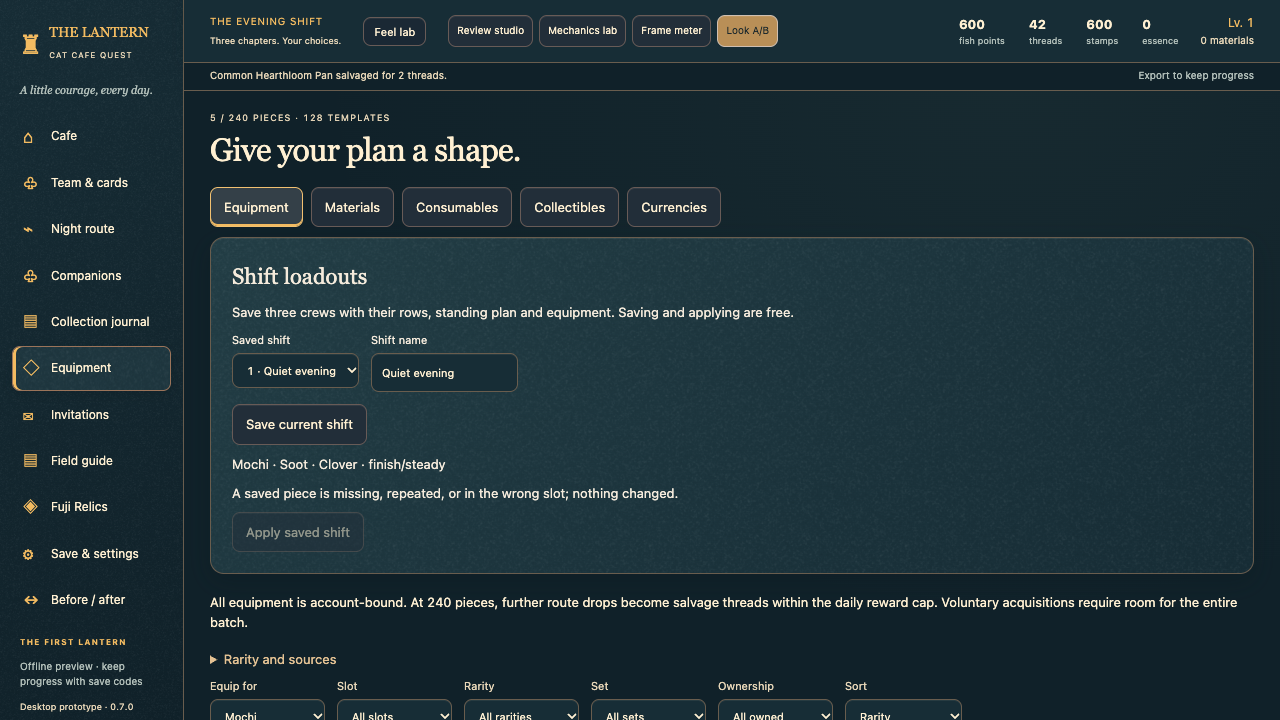 THE LANTERN
CAT CAFE QUEST
A little courage, every day.
Cafe
Team & cards
Night route
Companions
Collection journal
Equipment
Invitations
Field guide
Fuji Relics
Save & settings
Before / after
THE FIRST LANTERN
Offline preview · keep
progress with save codes
Desktop prototype · 0.7.0
THE EVENING SHIFT
Three chapters. Your choices.
Feel lab
Review studio
Mechanics lab
Frame meter
Look A/B
600
fish points
42
threads
600
stamps
0
essence
Lv. 1
0 materials
Common Hearthloom Pan salvaged for 2 threads.
Export to keep progress
5 / 240 PIECES · 128 TEMPLATES
Give your plan a shape.
Equipment
Materials
Consumables
Collectibles
Currencies
Shift loadouts
Save three crews with their rows, standing plan and equipment. Saving and applying are free.
Saved shift
Shift name
1 · Quiet evening
Quiet evening
Save current shift
Mochi · Soot · Clover · finish/steady
A saved piece is missing, repeated, or in the wrong slot; nothing changed.
Apply saved shift
All equipment is account-bound. At 240 pieces, further route drops become salvage threads within the daily reward cap. Voluntary acquisitions require room for the entire
batch.
Rarity and sources
Equip for
Slot
Rarity
Set
Ownership
Sort
Mochi
All slots
All rarities
All sets
All owned
Rarity